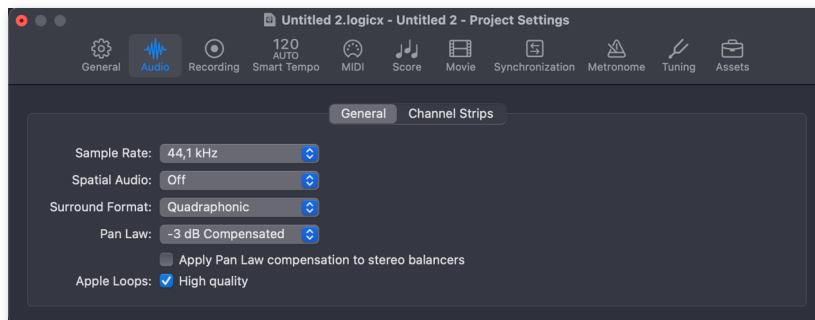 Untitled 2.logicx - Untitled 2 - Project Settings
General
Audio
Recording
120
AUTO
Smart Tempo
MIDI
Score
Movie
Synchronization
Metronome
Tuning
Assets
General Channel Strips
Sample Rate: 44,1 kHz
Spatial Audio: Off
Surround Format: Quadraphonic
Pan Law: -3 dB Compensated
Apply Pan Law compensation to stereo balancers
Apple Loops: High quality